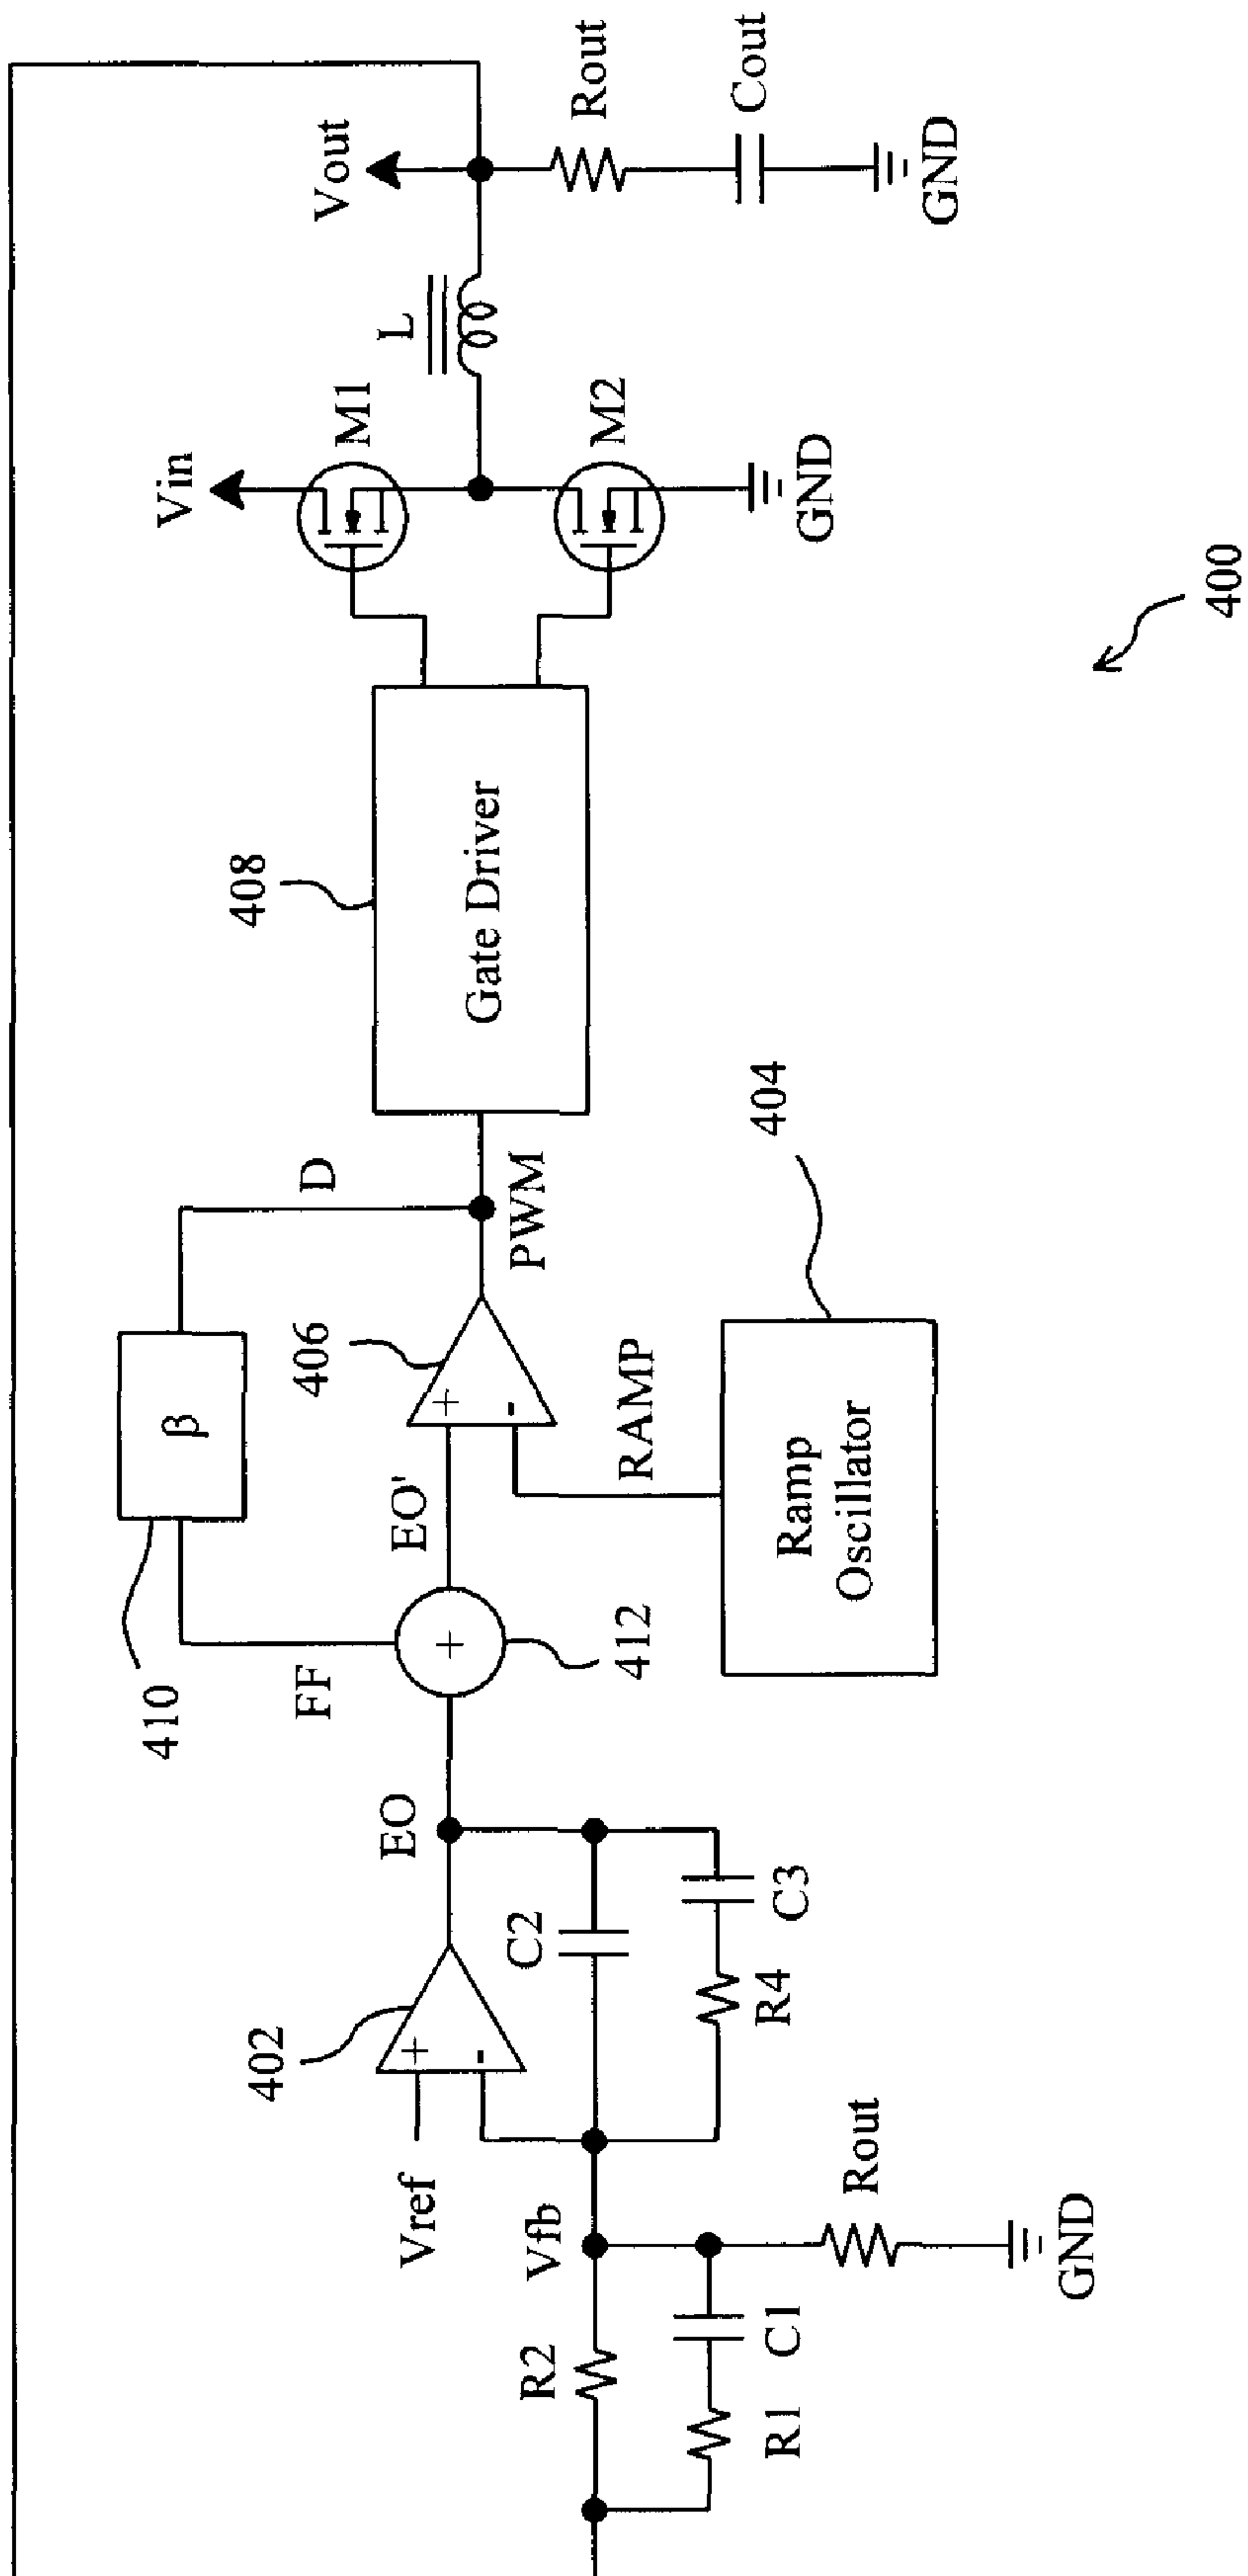 Vin
Vout
M1
L
Rout
Cout
GND
M2
GND
408
Gate Driver
D
PWM
β
410
FF
406
+
-
EO'
RAMP
404
Ramp
Oscillator
+
412
EO
402
+
-
Vref
C2
C3
R4
Vfb
R2
C1
R1
Rout
GND
400